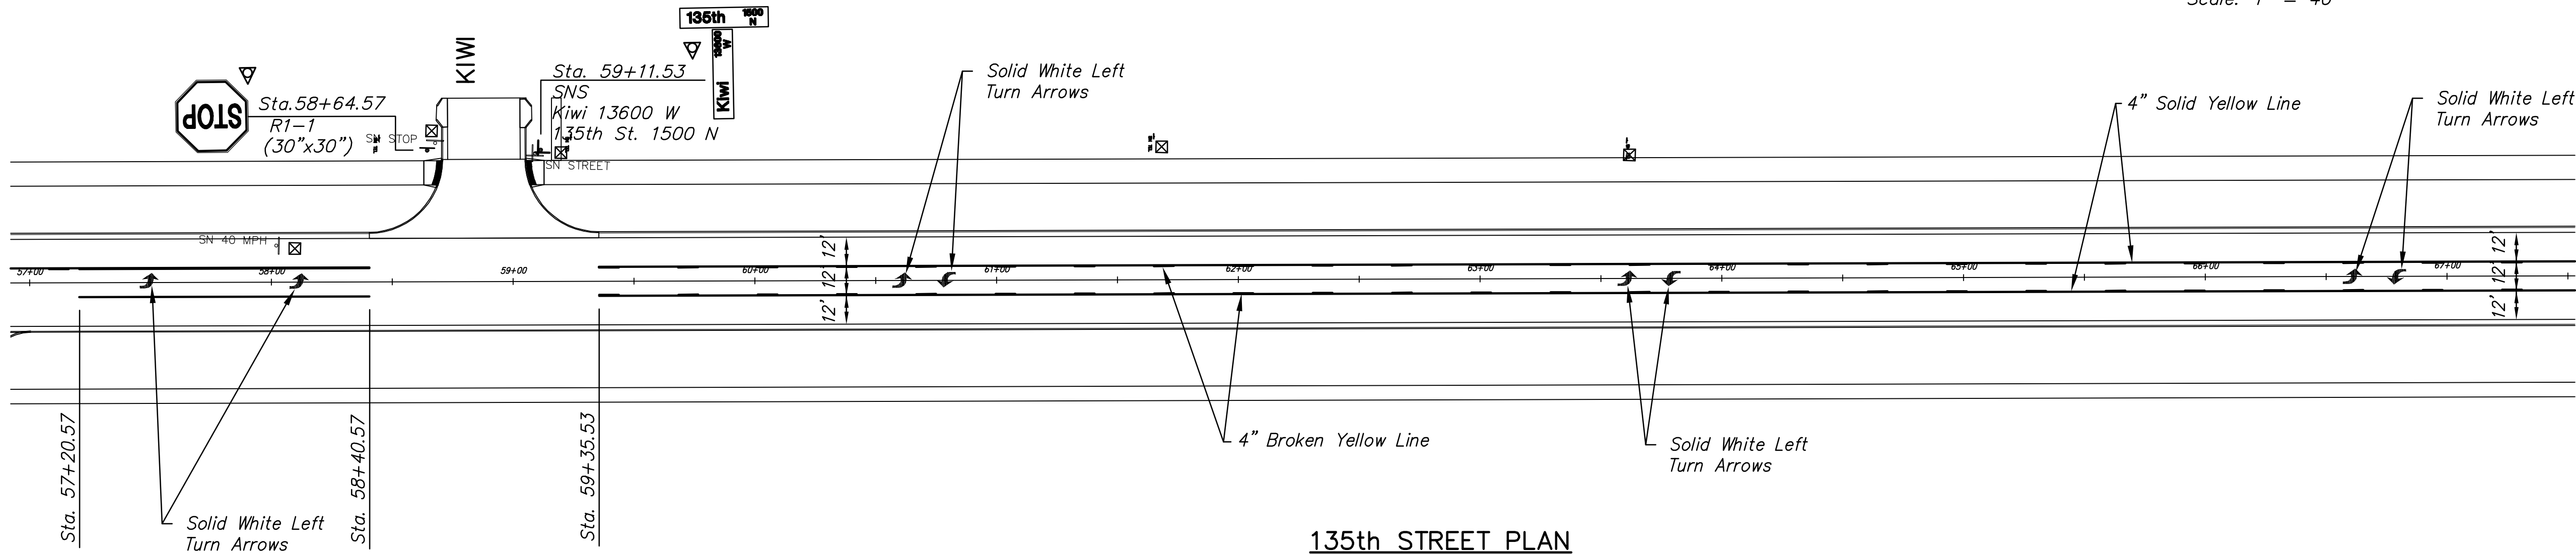 135th 1500
N
13600
W
Kiwi
KIWI
STOP
Sta.58+64.57
R1-1
(30"x30")
SN STOP
Sta. 59+11.53
SNS
Kiwi 13600 W
135th St. 1500 N
SN STREET
Solid White Left
Turn Arrows
4" Solid Yellow Line
Solid White Left
Turn Arrows
SN 40 MPH
12'
12'
12'
12'
12'
12'
57+00
58+00
59+00
60+00
61+00
62+00
63+00
64+00
65+00
66+00
67+00
Sta. 57+20.57
Sta. 58+40.57
Sta. 59+35.53
4" Broken Yellow Line
Solid White Left
Turn Arrows
Solid White Left
Turn Arrows
135th STREET PLAN